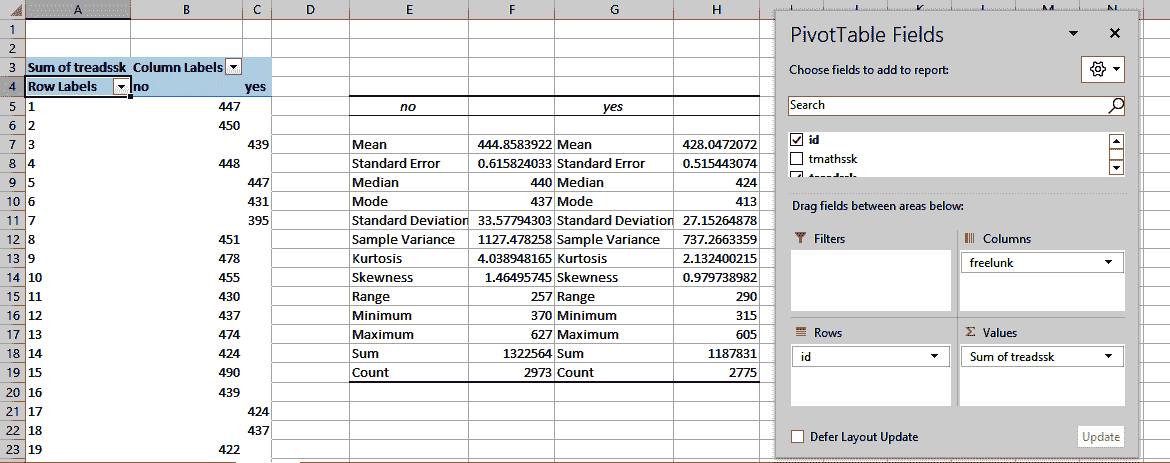 A B C D E F G H
1
2
3 Sum of treadssk Column Labels
4 Row Labels no yes
5 1 447 no yes
6 2 450
7 3 439 Mean 444.8583922 Mean 428.0472072
8 4 448 Standard Error 0.615824033 Standard Error 0.515443074
9 5 447 Median 440 Median 424
10 6 431 Mode 437 Mode 413
11 7 395 Standard Deviation 33.57794303 Standard Deviation 27.15264878
12 8 451 Sample Variance 1127.478258 Sample Variance 737.2663359
13 9 478 Kurtosis 4.038948165 Kurtosis 2.132400215
14 10 455 Skewness 1.46495745 Skewness 0.979738982
15 11 430 Range 257 Range 290
16 12 437 Minimum 370 Minimum 315
17 13 474 Maximum 627 Maximum 605
18 14 424 Sum 1322564 Sum 1187831
19 15 490 Count 2973 Count 2775
20 16 439
21 17 424
22 18 437
23 19 422
PivotTable Fields
Choose fields to add to report:
Search
id
tmathssk
Drag fields between areas below:
Filters Columns
freelunk
Rows Σ Values
id Sum of treadssk
Defer Layout Update Update